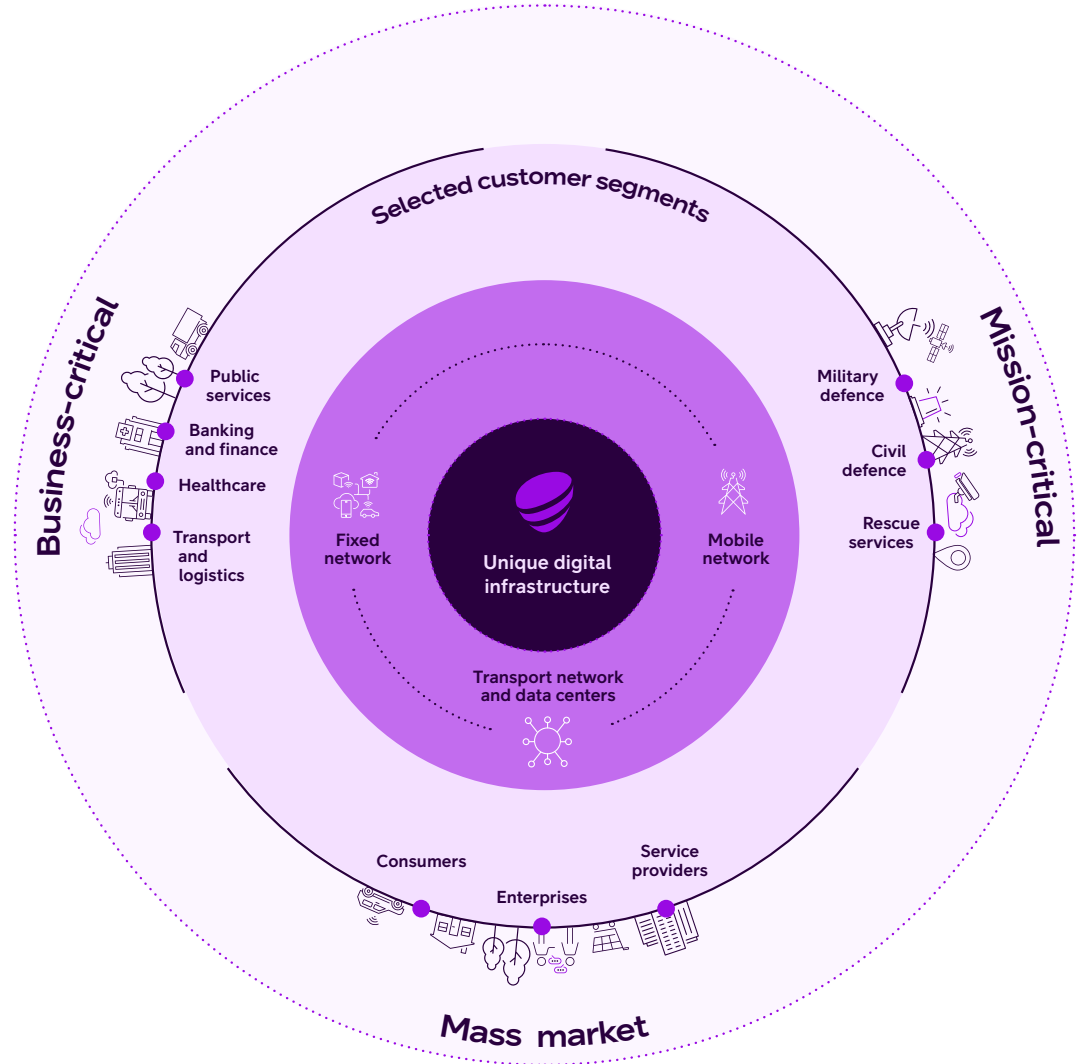 Selected customer segments
Business-critical
Public
services
Banking
and finance
Healthcare
Transport
and
logistics
Mission-critical
Military
defence
Civil
defence
Rescue
services
Fixed
network
Mobile
network
Unique digital
infrastructure
Transport network
and data centers
Consumers
Enterprises
Service
providers
Mass market